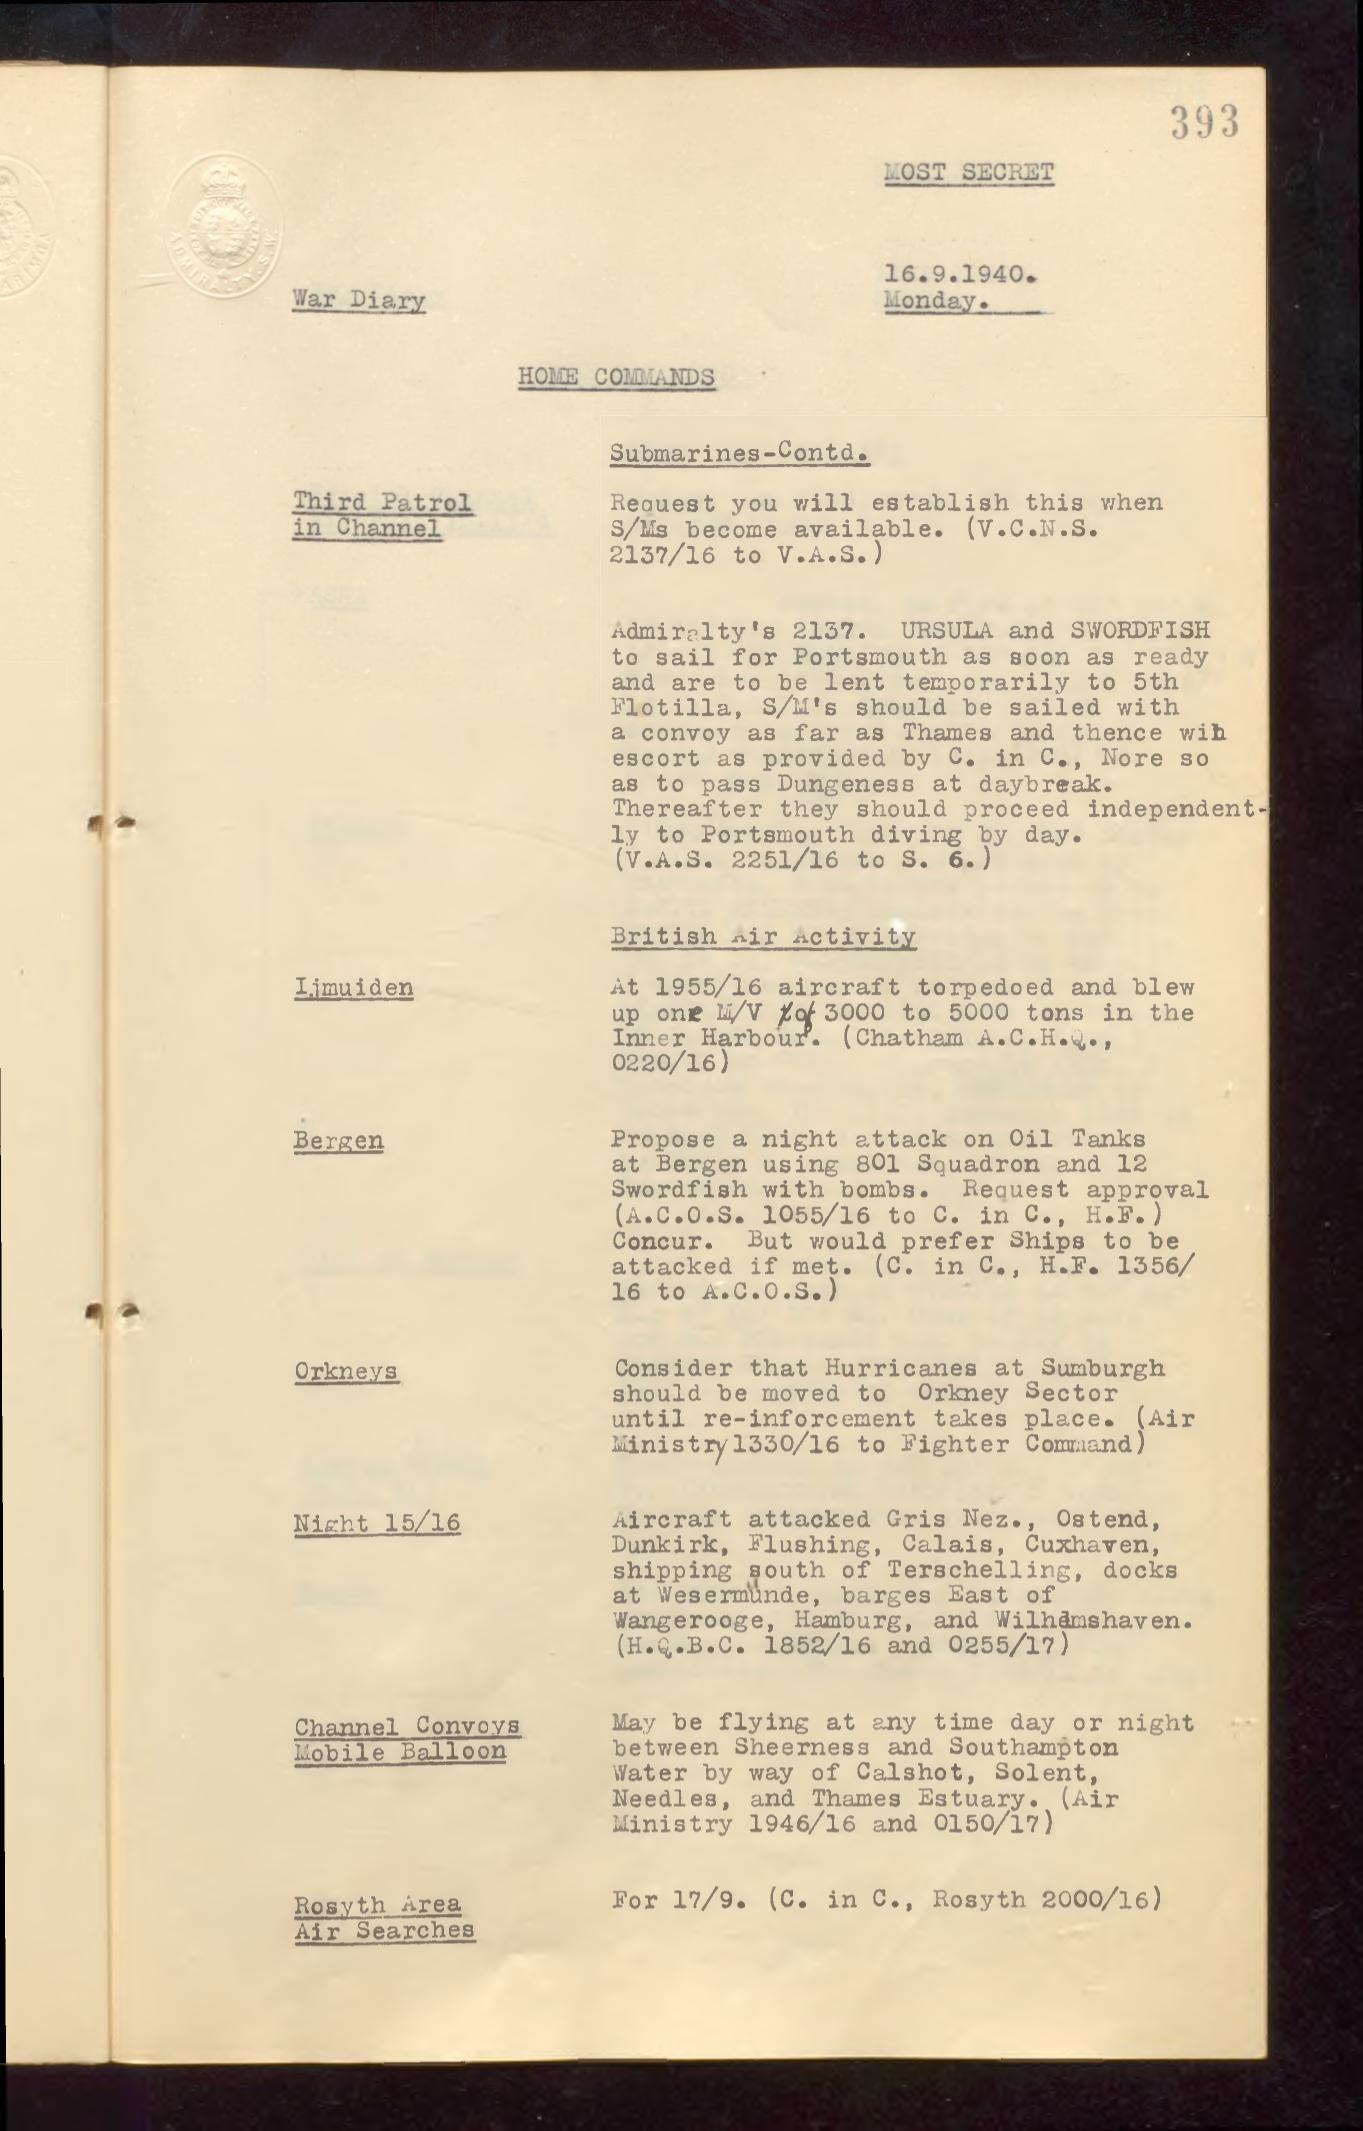 393
MOST SECRET
ADMIRALTY.S.W.
16.9.1940.
War Diary
Monday.
HOME COMMANDS
Submarines-Contd.
Third Patrol
in Channel
Request you will establish this when
S/Ms become available. (V.C.N.S.
2137/16 to V.A.S.)
Admiralty's 2137. URSULA and SWORDFISH
to sail for Portsmouth as soon as ready
and are to be lent temporarily to 5th
Flotilla, S/M's should be sailed with
a convoy as far as Thames and thence wih
escort as provided by C. in C., Nore so
as to pass Dungeness at daybreak.
Thereafter they should proceed independent-
ly to Portsmouth diving by day.
(V.A.S. 2251/16 to S. 6.)
British Air Activity
Ijmuiden
At 1955/16 aircraft torpedoed and blew
up one M/V of 3000 to 5000 tons in the
Inner Harbour. (Chatham A.C.H.Q.,
0220/16)
Bergen
Propose a night attack on Oil Tanks
at Bergen using 801 Squadron and 12
Swordfish with bombs. Request approval
(A.C.O.S. 1055/16 to C. in C., H.F.)
Concur. But would prefer Ships to be
attacked if met. (C. in C., H.F. 1356/
16 to A.C.O.S.)
Orkneys
Consider that Hurricanes at Sumburgh
should be moved to Orkney Sector
until re-inforcement takes place. (Air
Ministry 1330/16 to Fighter Command)
Night 15/16
Aircraft attacked Gris Nez., Ostend,
Dunkirk, Flushing, Calais, Cuxhaven,
shipping south of Terschelling, docks
at Wesermunde, barges East of
Wangerooge, Hamburg, and Wilhemshaven.
(H.Q.B.C. 1852/16 and 0255/17)
Channel Convoys
Mobile Balloon
May be flying at any time day or night
between Sheerness and Southampton
Water by way of Calshot, Solent,
Needles, and Thames Estuary. (Air
Ministry 1946/16 and 0150/17)
Rosyth Area
Air Searches
For 17/9. (C. in C., Rosyth 2000/16)